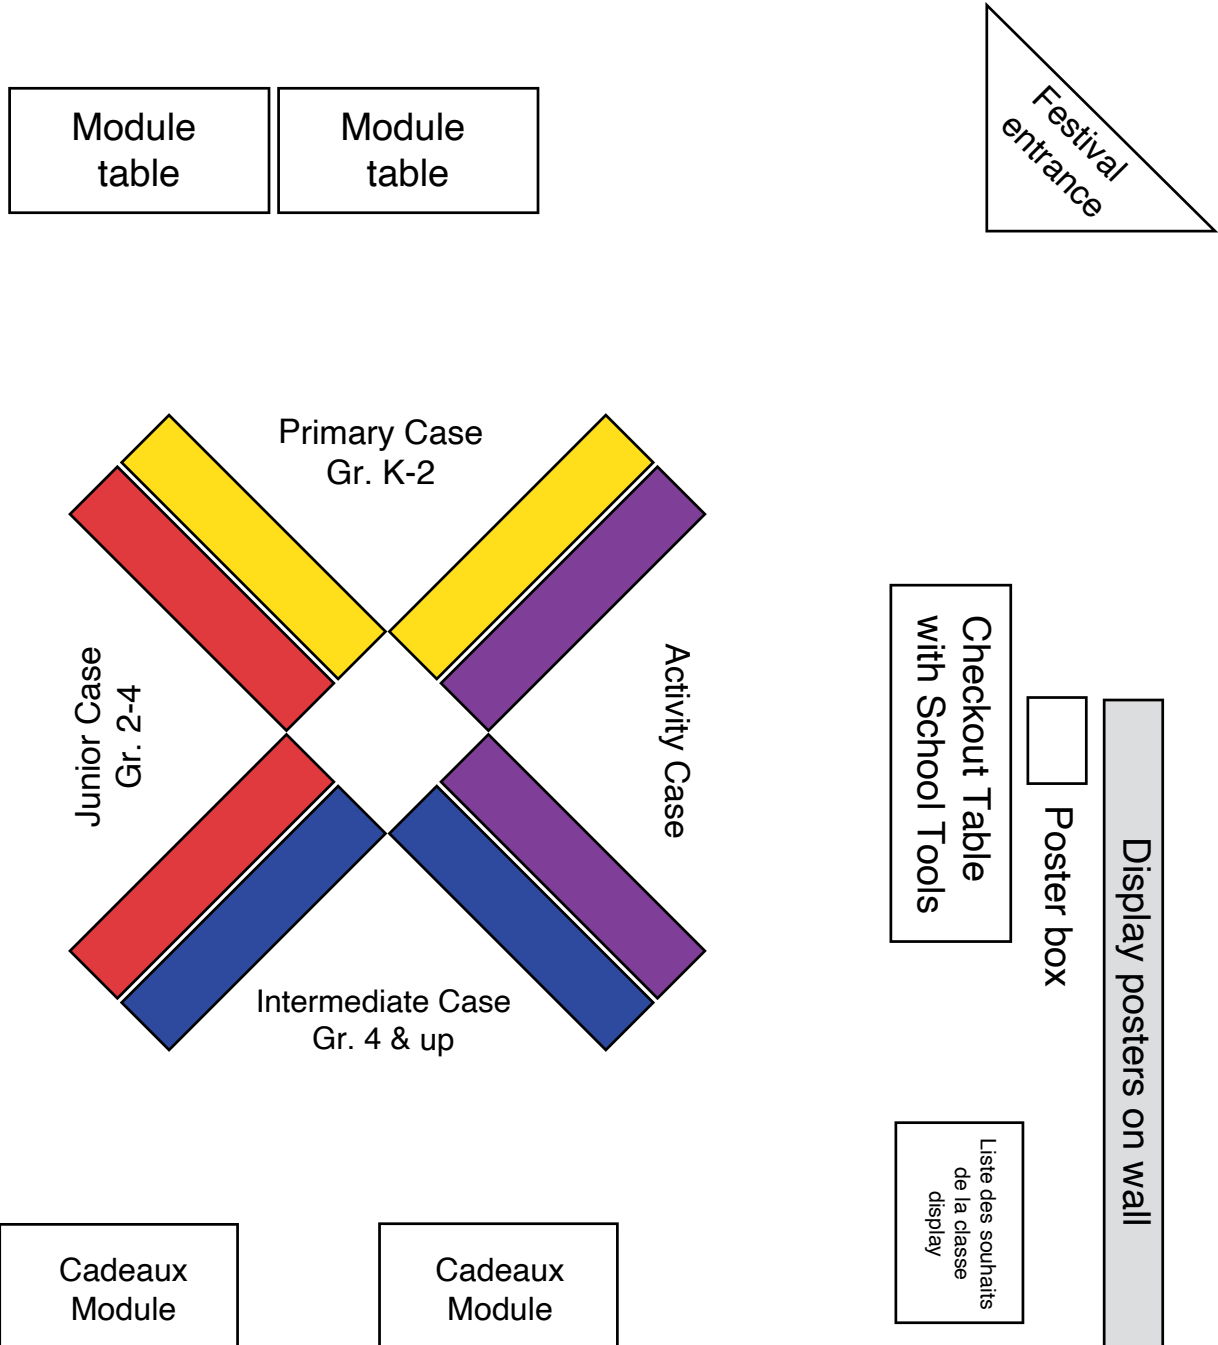 Module
table
Module
table
Festival
entrance
Primary Case
Gr. K-2
Junior Case
Gr. 2-4
Activity Case
Intermediate Case
Gr. 4 & up
Checkout Table
with School Tools
Poster box
Display posters on wall
Liste des souhaits
de la classe
display
Cadeaux
Module
Cadeaux
Module